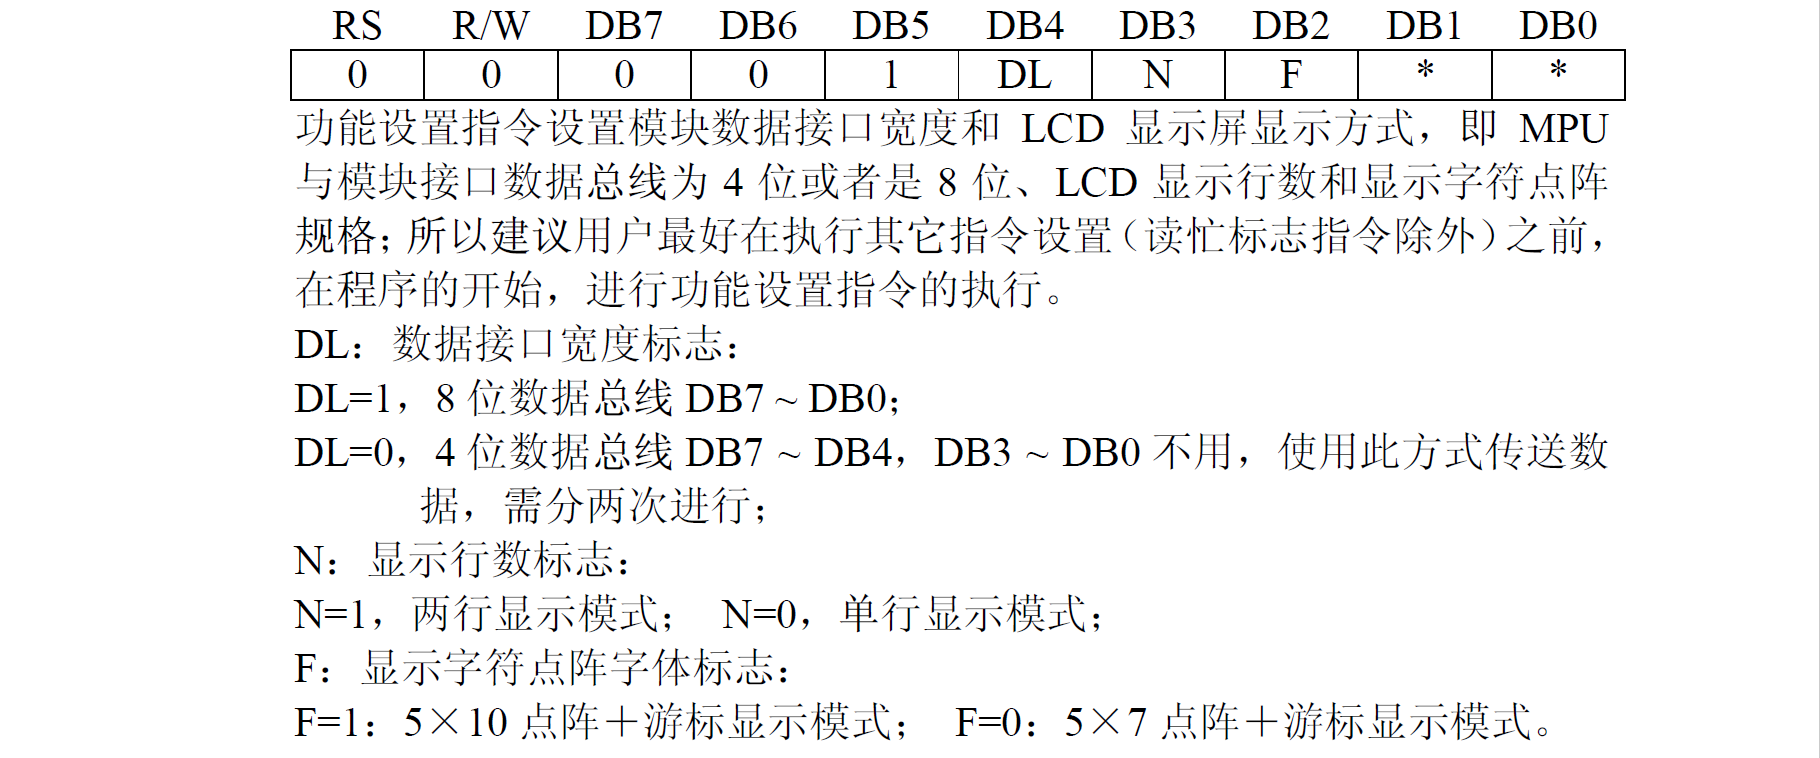 RS R/W DB7 DB6 DB5 DB4 DB3 DB2 DB1 DB0
0 0 0 0 1 DL N F * *
功能设置指令设置模块数据接口宽度和 LCD 显示屏显示方式，即 MPU
与模块接口数据总线为 4 位或者是 8 位、LCD 显示行数和显示字符点阵
规格；所以建议用户最好在执行其它指令设置（读忙标志指令除外）之前，
在程序的开始，进行功能设置指令的执行。
DL：数据接口宽度标志：
DL=1，8 位数据总线 DB7 ~ DB0；
DL=0，4 位数据总线 DB7 ~ DB4，DB3 ~ DB0 不用，使用此方式传送数
据，需分两次进行；
N：显示行数标志：
N=1，两行显示模式； N=0，单行显示模式；
F：显示字符点阵字体标志：
F=1：5×10 点阵＋游标显示模式； F=0：5×7 点阵＋游标显示模式。